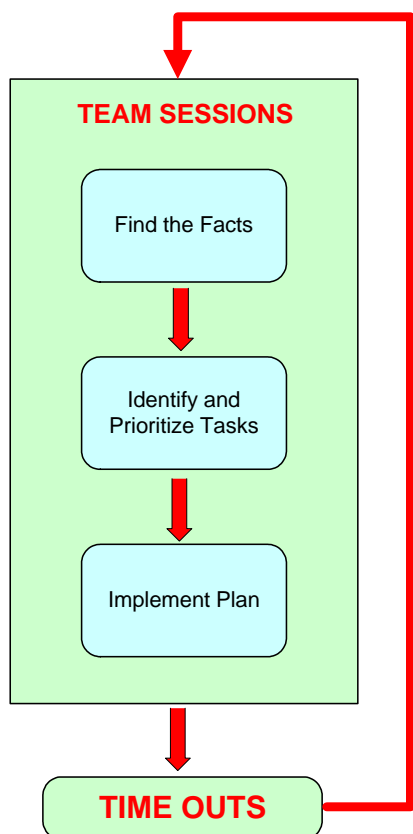 TEAM SESSIONS
Find the Facts
Identify and
Prioritize Tasks
Implement Plan
TIME OUTS